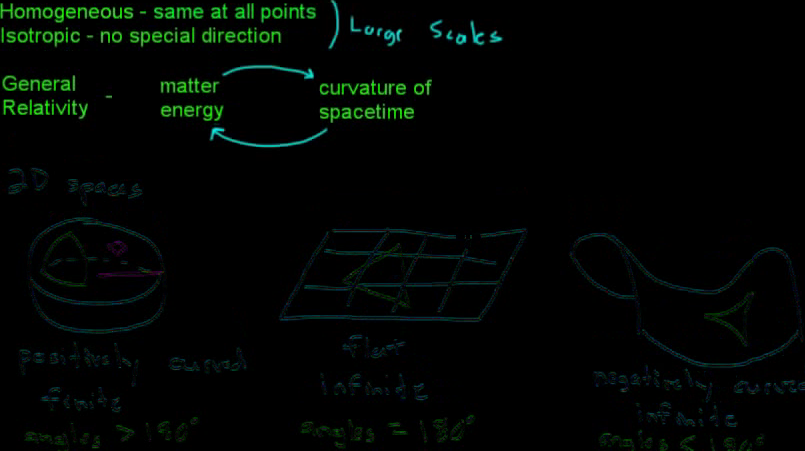 Homogeneous - same at all points
Isotropic - no special direction
Large Scales
General Relativity - matter energy curvature of spacetime
2D spaces
positively curved
finite
angles > 180°
flat
infinite
angles = 180°
negatively curved
infinite
angles < 180°